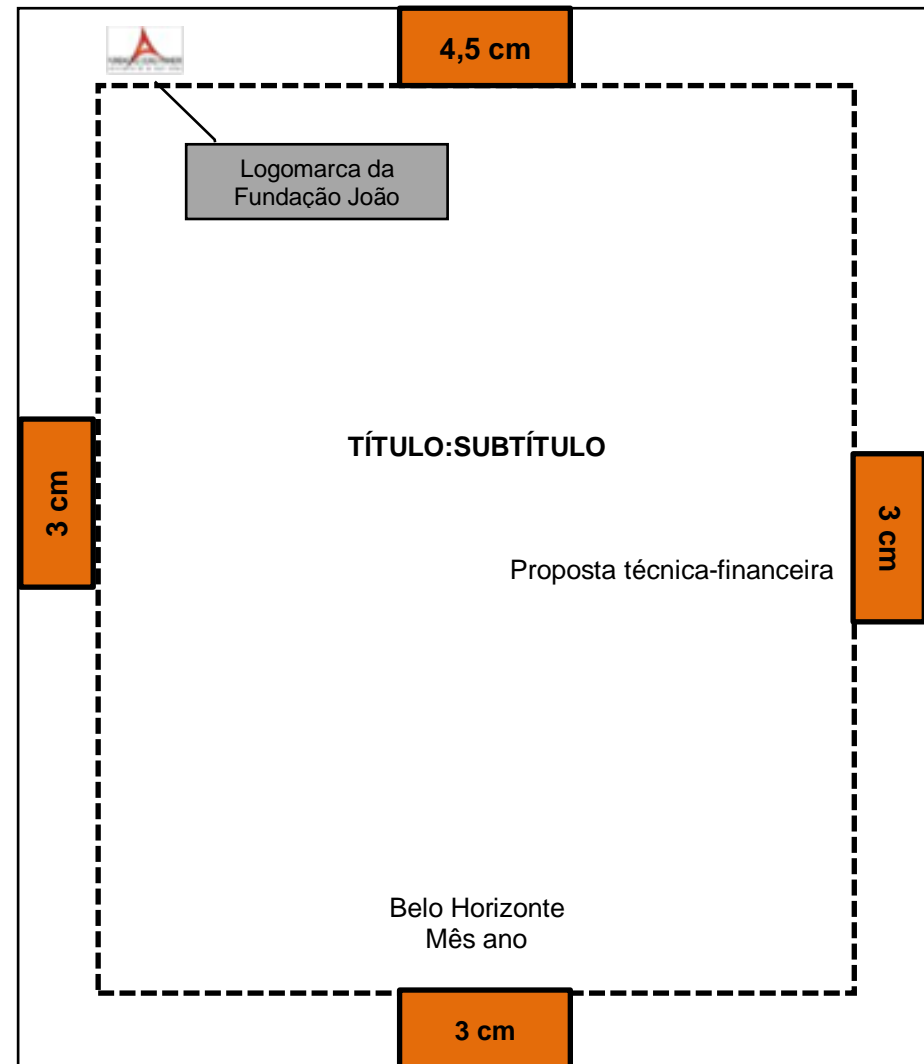 4,5 cm
Logomarca da
Fundação João
TÍTULO:SUBTÍTULO
3 cm
3 cm
Proposta técnica-financeira
Belo Horizonte
Mês ano
3 cm